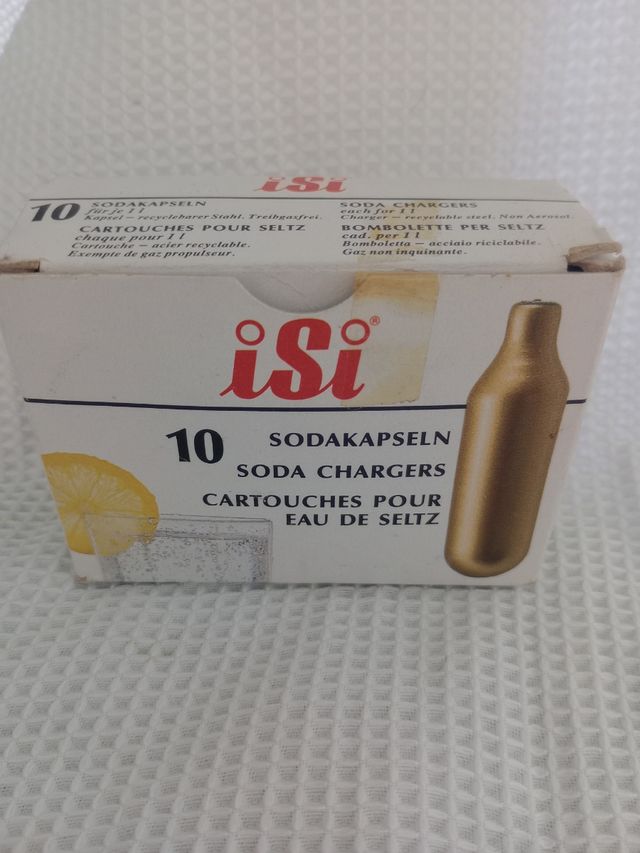 iSi
10 SODAKAPSELN
für je 1 l
Kapsel – recyclebarer Stahl. Treibgasfrei.
CARTOUCHES POUR SELTZ
chaque pour 1 l
Cartouche – acier recyclable.
Exempte de gaz propulseur.
SODA CHARGERS
each for 1 l
Charger – recyclable steel. Non Aerosol.
BOMBOLETTE PER SELTZ
cad. per 1 l
Bomboletta – acciaio riciclabile.
Gaz non inquinante.
iSi®
10 SODAKAPSELN
SODA CHARGERS
CARTOUCHES POUR
EAU DE SELTZ